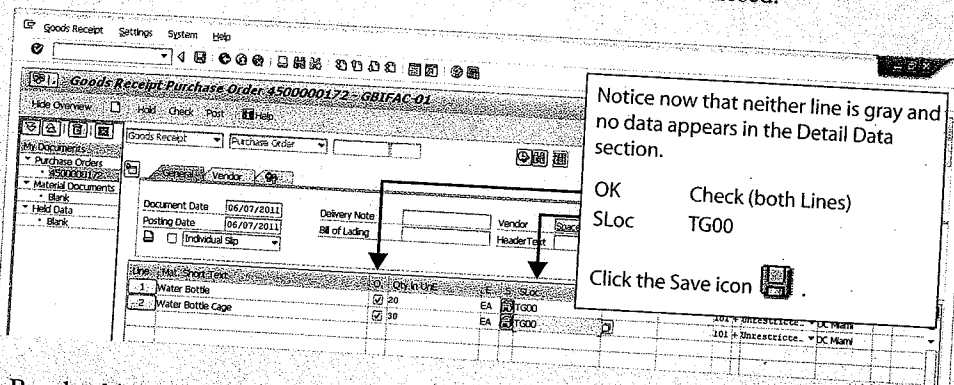 Goods Receipt Settings System Help
Goods Receipt Purchase Order 4500000172 - GBIFAC-01
Hide Overview Hold Check Post Help
Goods Receipt Purchase Order
My Documents
Purchase Orders
4500000172
Material Documents
Blank
Held Data
Blank
General Vendor
Document Date 06/07/2011 Delivery Note Vendor Space
Posting Date 06/07/2011 Bill of Lading HeaderText
Individual Slip
Line Mat. Short Text O. Qty in UnE E S SLoc
1 Water Bottle 20 EA TG00 101 + Unrestricte.. DC Miami
2 Water Bottle Cage 30 EA TG00 101 + Unrestricte.. DC Miami
Notice now that neither line is gray and
no data appears in the Detail Data
section.
OK Check (both Lines)
SLoc TG00
Click the Save icon .